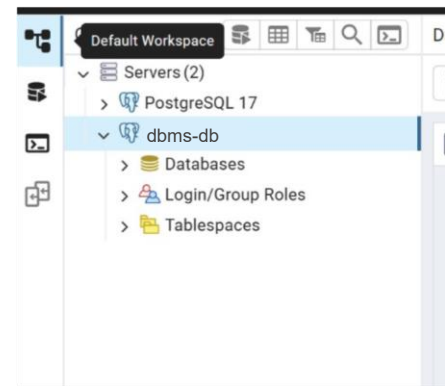 Default Workspace
D
Servers (2)
PostgreSQL 17
dbms-db
Databases
Login/Group Roles
Tablespaces